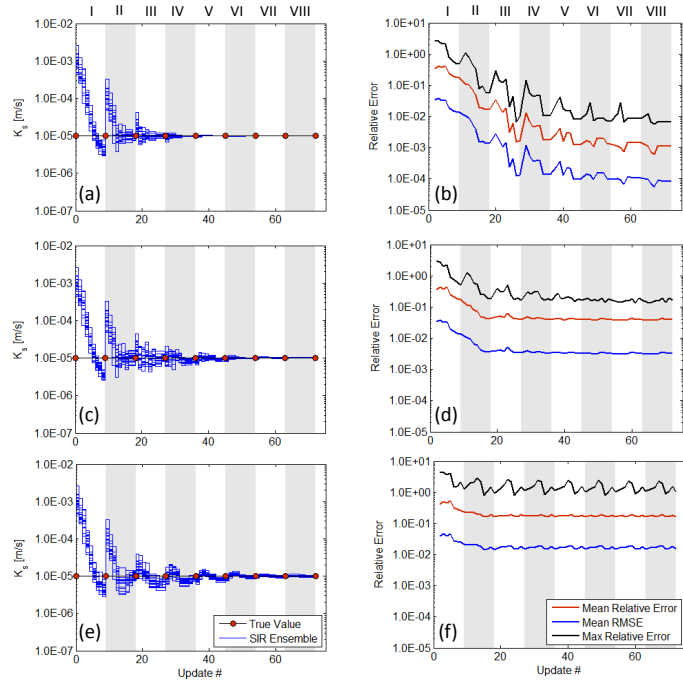 I II III IV V VI VII VIII
I II III IV V VI VII VIII
1.0E-02
1.0E-03
1.0E-04
1.0E-05
1.0E-06
1.0E-07
K_s [m/s]
(a)
0 20 40 60
1.0E+01
1.0E+00
1.0E-01
1.0E-02
1.0E-03
1.0E-04
1.0E-05
Relative Error
(b)
0 20 40 60
1.0E-02
1.0E-03
1.0E-04
1.0E-05
1.0E-06
1.0E-07
K_s [m/s]
(c)
0 20 40 60
1.0E+01
1.0E+00
1.0E-01
1.0E-02
1.0E-03
1.0E-04
1.0E-05
Relative Error
(d)
0 20 40 60
1.0E-02
1.0E-03
1.0E-04
1.0E-05
1.0E-06
1.0E-07
K_s [m/s]
(e)
True Value
SIR Ensemble
0 20 40 60
Update #
1.0E+01
1.0E+00
1.0E-01
1.0E-02
1.0E-03
1.0E-04
1.0E-05
Relative Error
(f)
Mean Relative Error
Mean RMSE
Max Relative Error
0 20 40 60
Update #